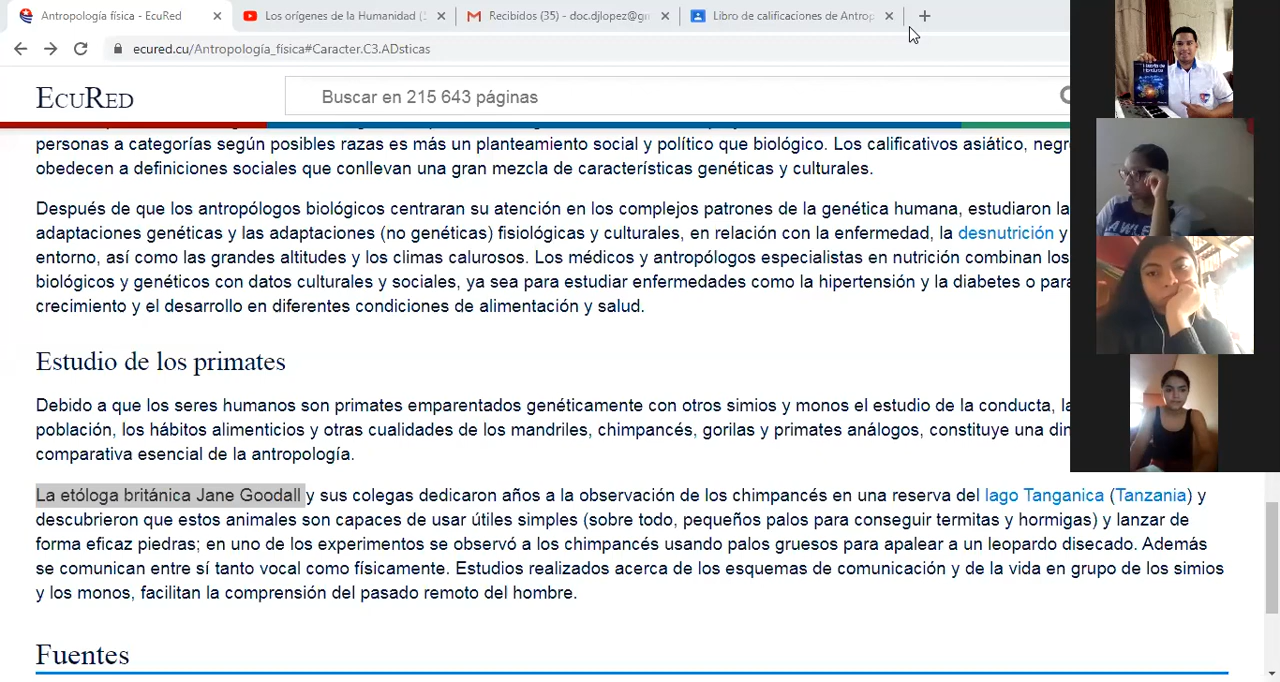 Antropología física - EcuRed
Los orígenes de la Humanidad (
Recibidos (35) - doc.djlopez@gm
Libro de calificaciones de Antrop
ecured.cu/Antropología_física#Caracter.C3.ADsticas
EcuRed
Buscar en 215 643 páginas
personas a categorías según posibles razas es más un planteamiento social y político que biológico. Los calificativos asiático, negr
obedecen a definiciones sociales que conllevan una gran mezcla de características genéticas y culturales.
Después de que los antropólogos biológicos centraran su atención en los complejos patrones de la genética humana, estudiaron la
adaptaciones genéticas y las adaptaciones (no genéticas) fisiológicas y culturales, en relación con la enfermedad, la desnutrición y
entorno, así como las grandes altitudes y los climas calurosos. Los médicos y antropólogos especialistas en nutrición combinan los
biológicos y genéticos con datos culturales y sociales, ya sea para estudiar enfermedades como la hipertensión y la diabetes o para
crecimiento y el desarrollo en diferentes condiciones de alimentación y salud.
Estudio de los primates
Debido a que los seres humanos son primates emparentados genéticamente con otros simios y monos el estudio de la conducta, la
población, los hábitos alimenticios y otras cualidades de los mandriles, chimpancés, gorilas y primates análogos, constituye una dim
comparativa esencial de la antropología.
La etóloga británica Jane Goodall y sus colegas dedicaron años a la observación de los chimpancés en una reserva del lago Tanganica (Tanzania) y
descubrieron que estos animales son capaces de usar útiles simples (sobre todo, pequeños palos para conseguir termitas y hormigas) y lanzar de
forma eficaz piedras; en uno de los experimentos se observó a los chimpancés usando palos gruesos para apalear a un leopardo disecado. Además
se comunican entre sí tanto vocal como físicamente. Estudios realizados acerca de los esquemas de comunicación y de la vida en grupo de los simios
y los monos, facilitan la comprensión del pasado remoto del hombre.
Fuentes